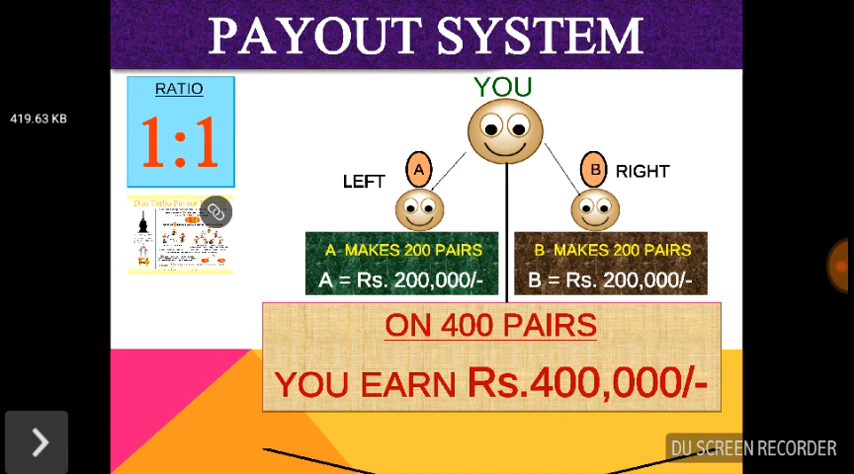 PAYOUT SYSTEM
RATIO
1:1
419.63 KB
YOU
LEFT
A
B
RIGHT
A- MAKES 200 PAIRS
A = Rs. 200,000/-
B- MAKES 200 PAIRS
B = Rs. 200,000/-
ON 400 PAIRS
YOU EARN Rs.400,000/-
DU SCREEN RECORDER